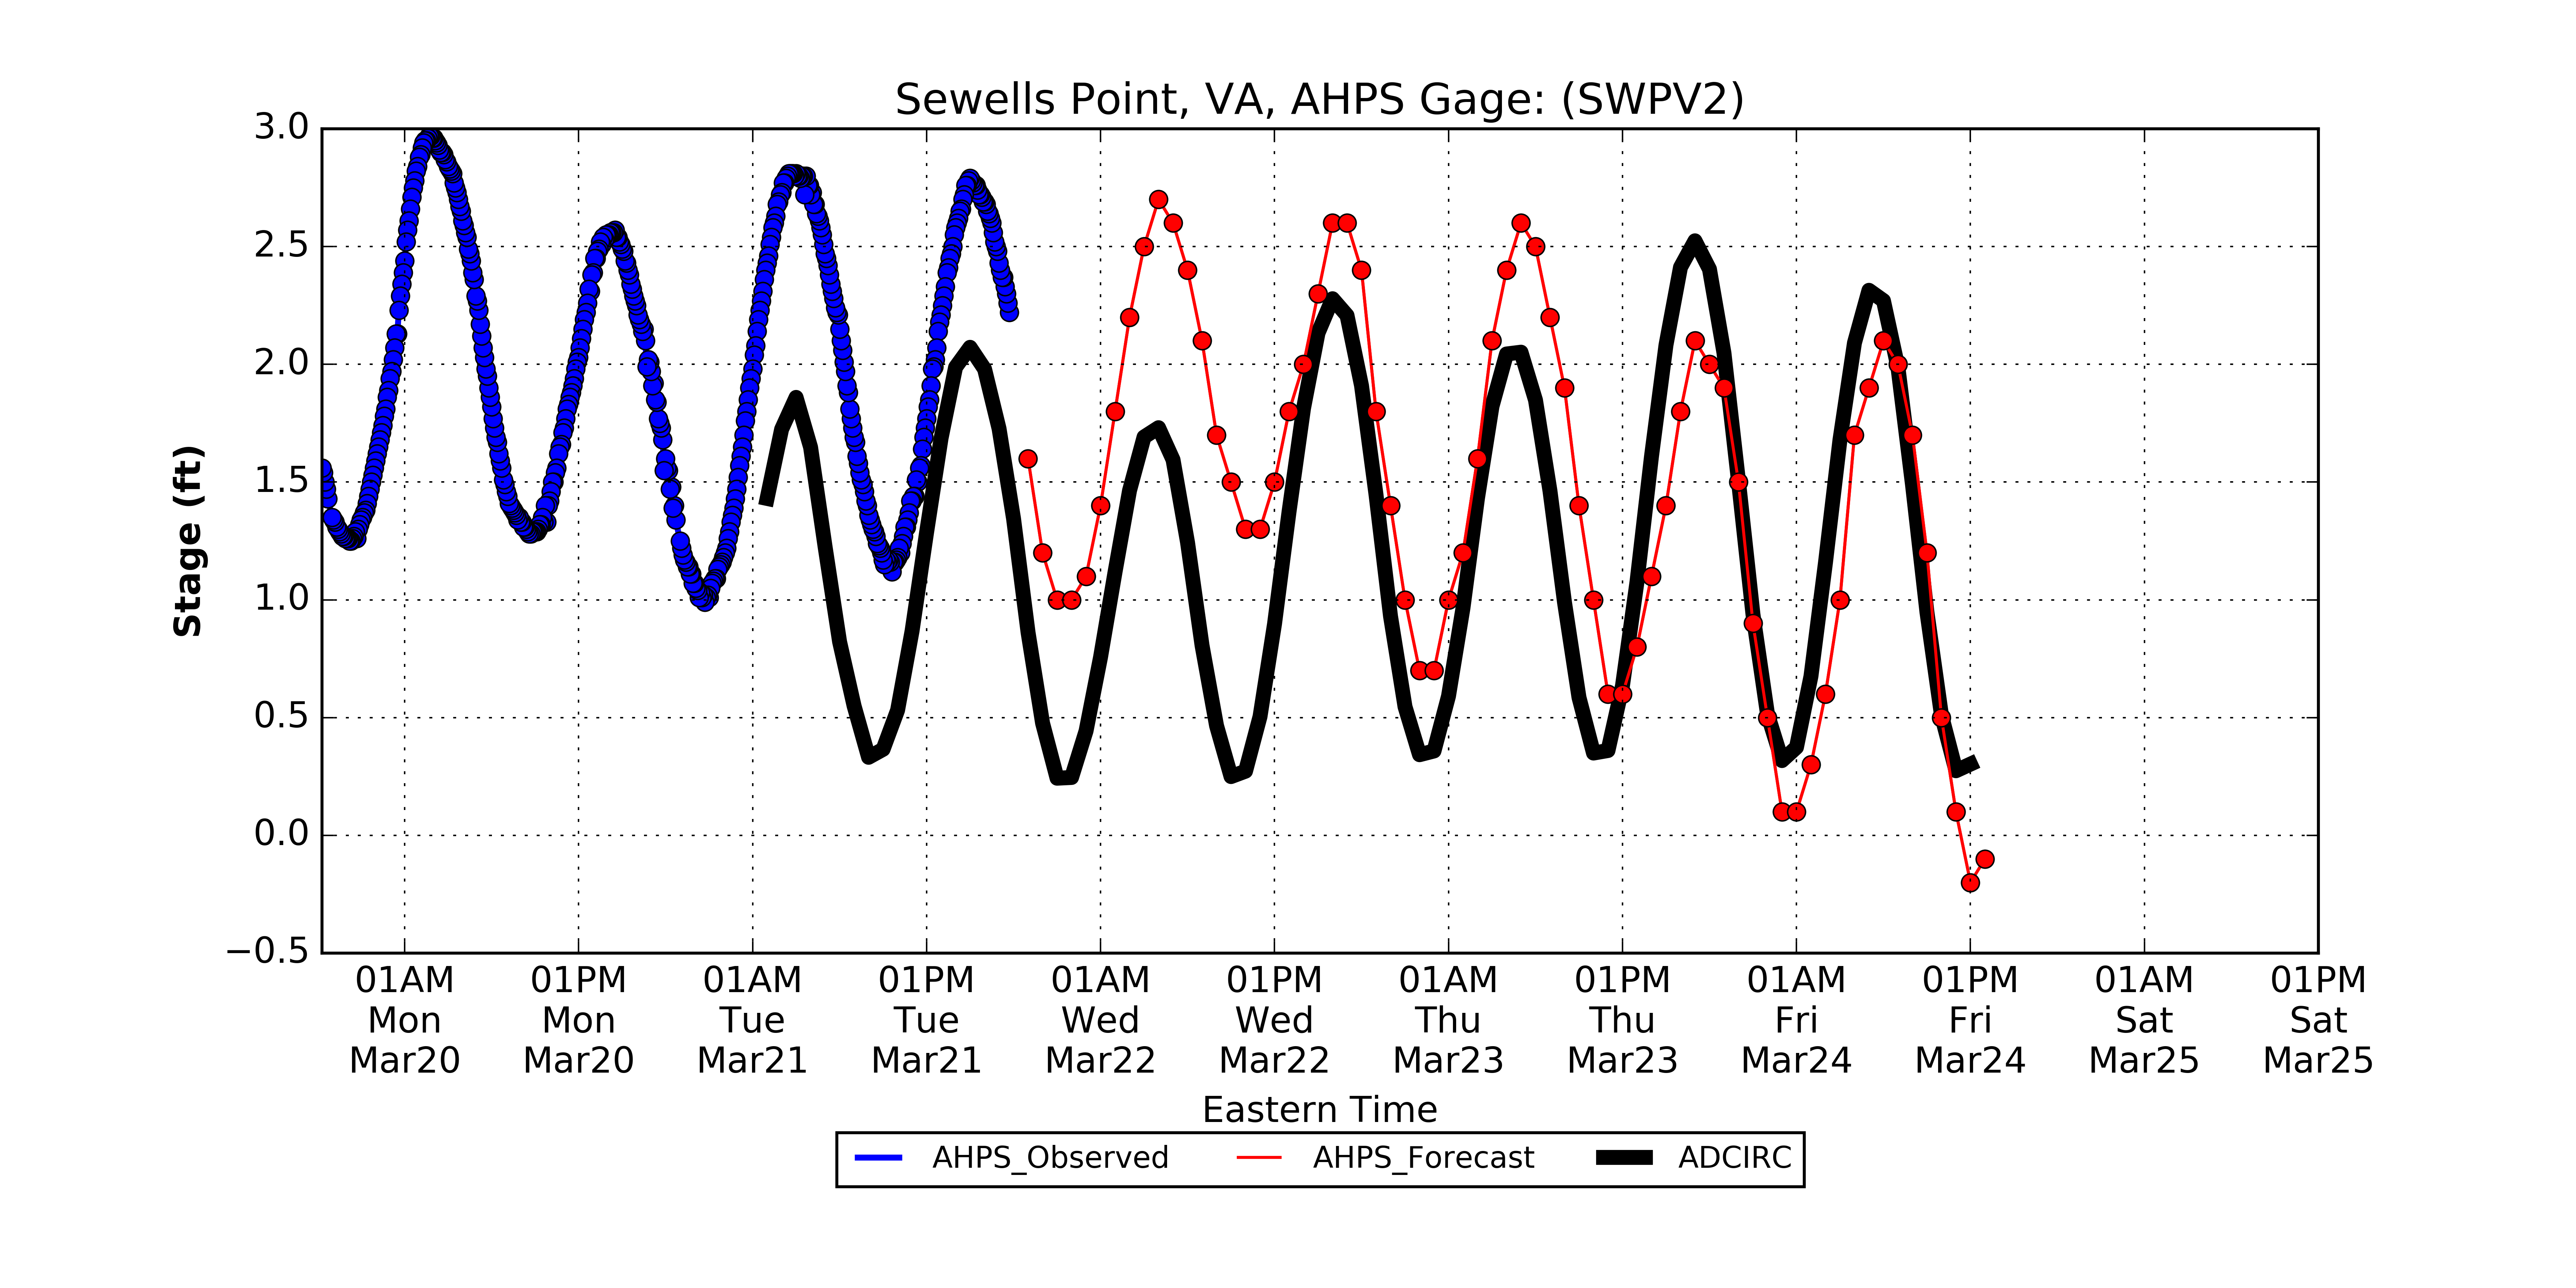 Sewells Point, VA, AHPS Gage: (SWPV2)
Stage (ft)
3.0
2.5
2.0
1.5
1.0
0.5
0.0
−0.5
01AM 01PM 01AM 01PM 01AM 01PM 01AM 01PM 01AM 01PM 01AM 01PM
Mon Mon Tue Tue Wed Wed Thu Thu Fri Fri Sat Sat
Mar20 Mar20 Mar21 Mar21 Mar22 Mar22 Mar23 Mar23 Mar24 Mar24 Mar25 Mar25
Eastern Time
AHPS_Observed AHPS_Forecast ADCIRC